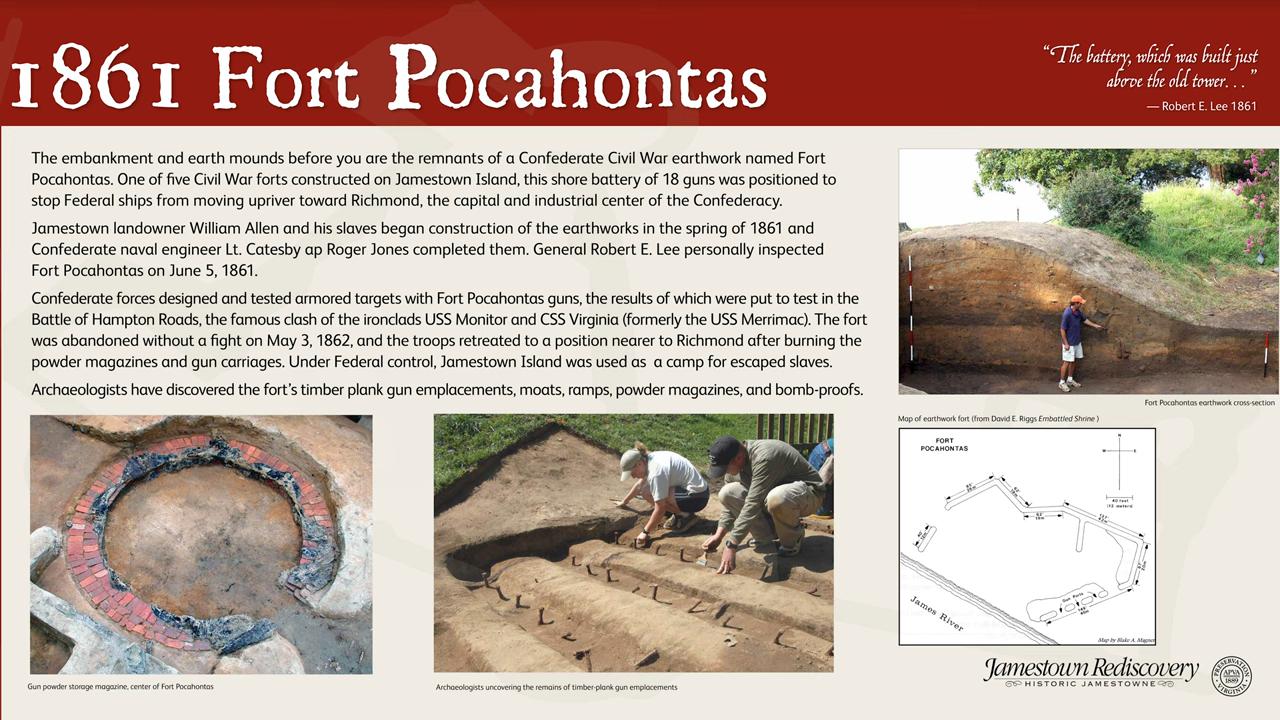 1861 Fort Pocahontas
“The battery, which was built just
above the old tower. . . ”
— Robert E. Lee 1861
The embankment and earth mounds before you are the remnants of a Confederate Civil War earthwork named Fort
Pocahontas. One of five Civil War forts constructed on Jamestown Island, this shore battery of 18 guns was positioned to
stop Federal ships from moving upriver toward Richmond, the capital and industrial center of the Confederacy.
Jamestown landowner William Allen and his slaves began construction of the earthworks in the spring of 1861 and
Confederate naval engineer Lt. Catesby ap Roger Jones completed them. General Robert E. Lee personally inspected
Fort Pocahontas on June 5, 1861.
Confederate forces designed and tested armored targets with Fort Pocahontas guns, the results of which were put to test in the
Battle of Hampton Roads, the famous clash of the ironclads USS Monitor and CSS Virginia (formerly the USS Merrimac). The fort
was abandoned without a fight on May 3, 1862, and the troops retreated to a position nearer to Richmond after burning the
powder magazines and gun carriages. Under Federal control, Jamestown Island was used as a camp for escaped slaves.
Archaeologists have discovered the fort’s timber plank gun emplacements, moats, ramps, powder magazines, and bomb-proofs.
Gun powder storage magazine, center of Fort Pocahontas
Archaeologists uncovering the remains of timber-plank gun emplacements
Fort Pocahontas earthwork cross-section
Map of earthwork fort (from David E. Riggs Embattled Shrine )
FORT
POCAHONTAS
N
W
E
40 feet
(12 meters)
Gun Ports
James River
Map by Blake A. Magner
Jamestown Rediscovery
HISTORIC JAMESTOWNE
PRESERVATION
APVA
1889
VIRGINIA